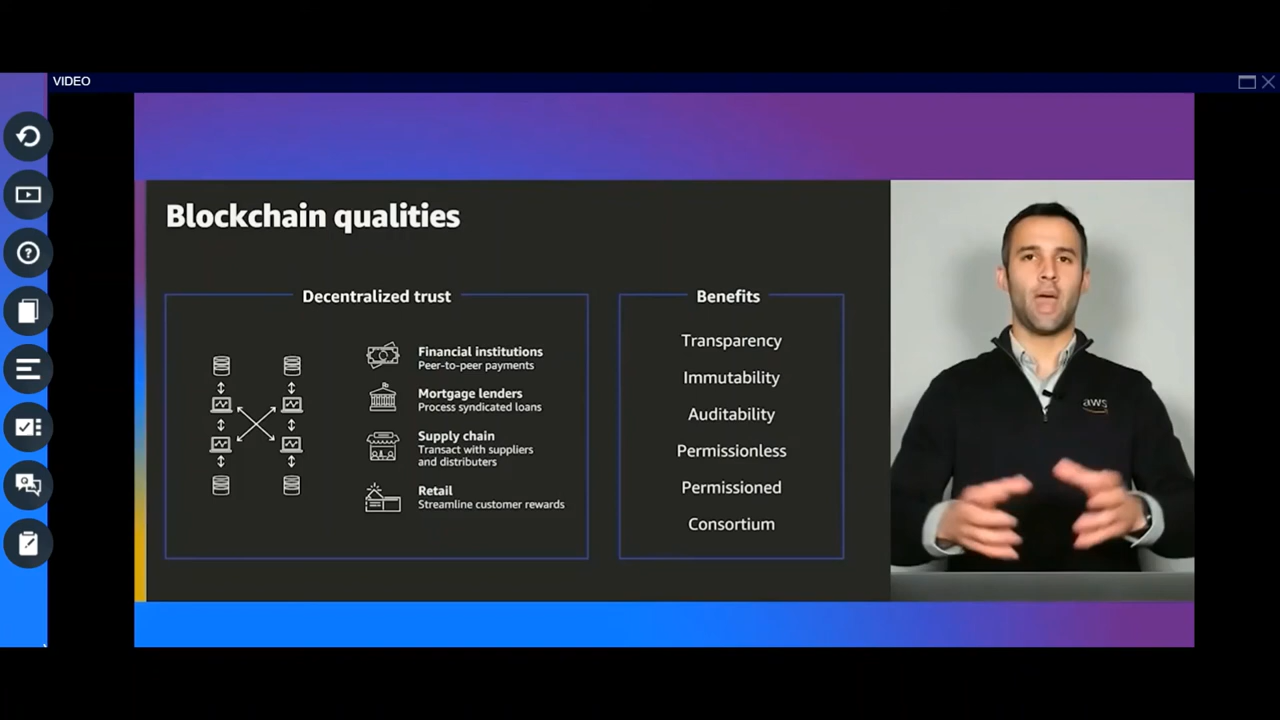 VIDEO
Blockchain qualities
Decentralized trust
Financial institutions
Peer-to-peer payments
Mortgage lenders
Process syndicated loans
Supply chain
Transact with suppliers
and distributers
Retail
Streamline customer rewards
Benefits
Transparency
Immutability
Auditability
Permissionless
Permissioned
Consortium
aws